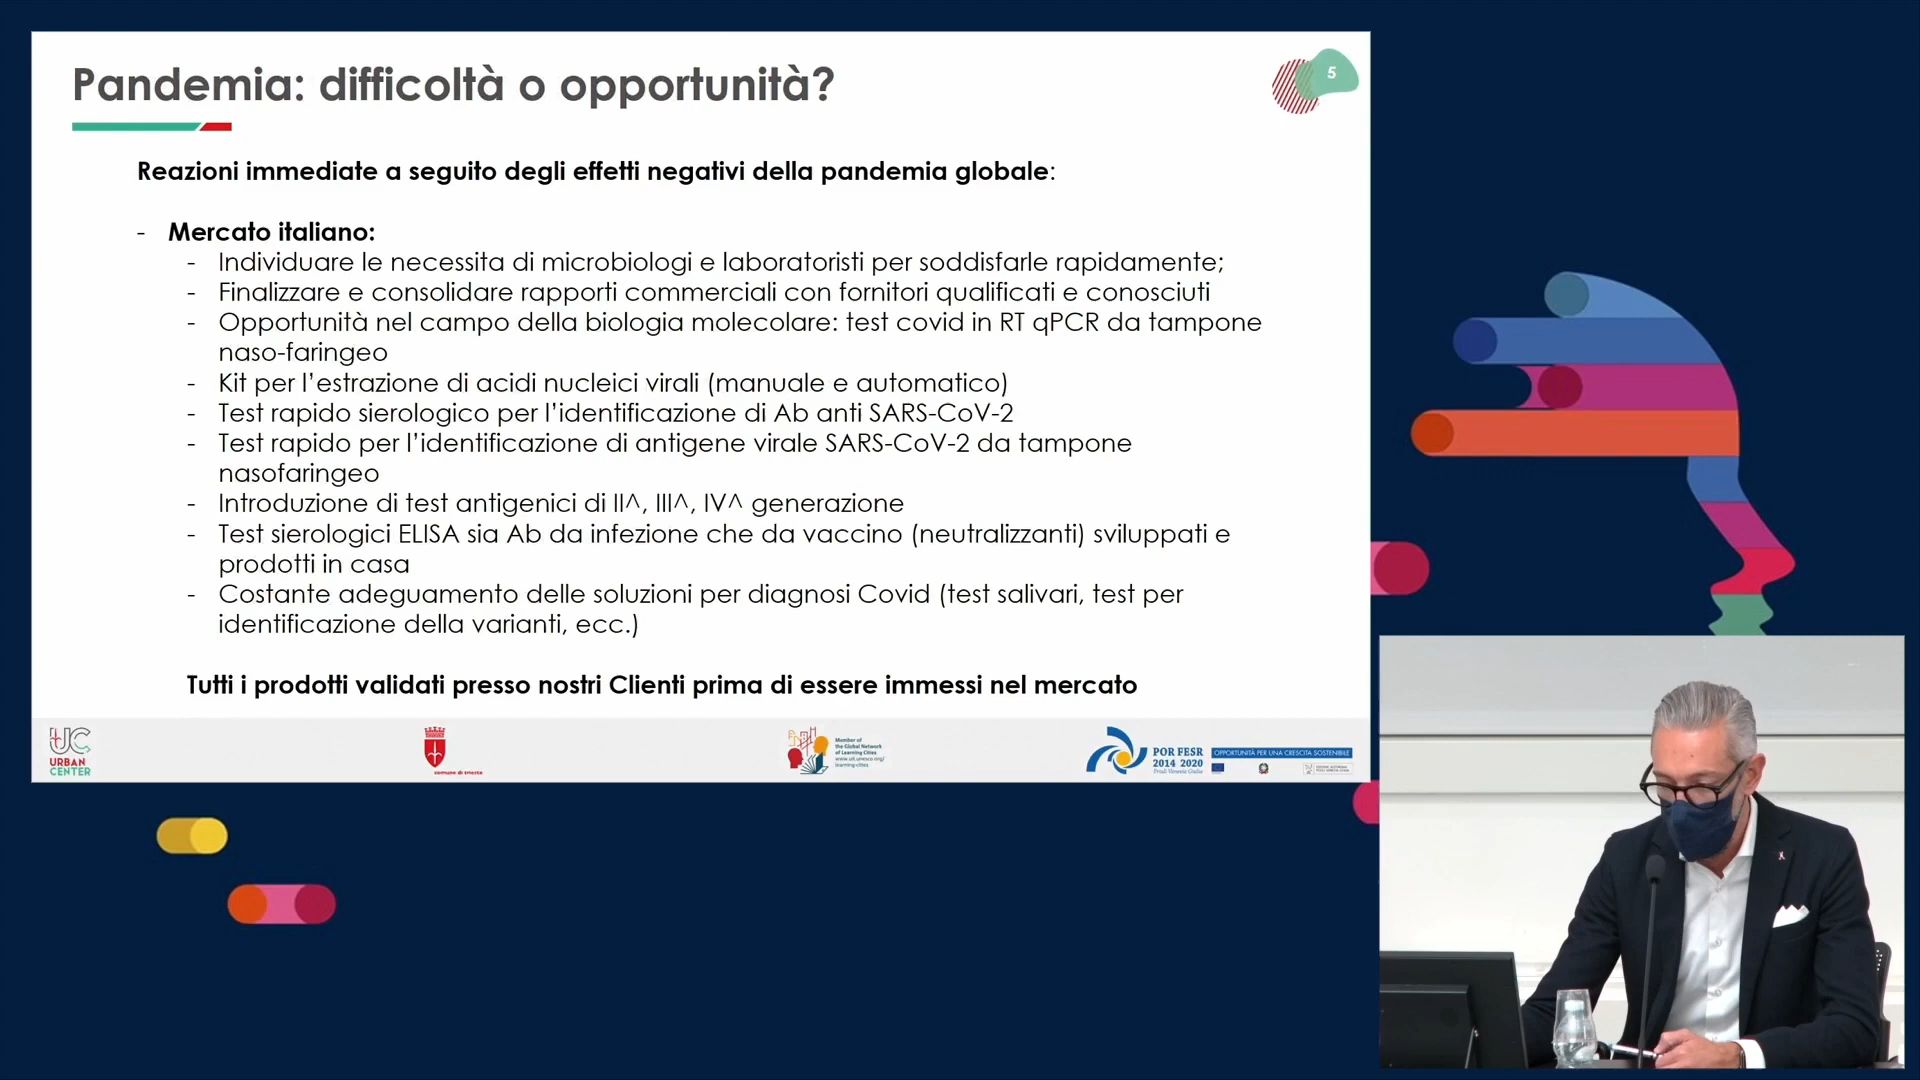 Pandemia: difficoltà o opportunità?
5
Reazioni immediate a seguito degli effetti negativi della pandemia globale:
- Mercato italiano:
- Individuare le necessita di microbiologi e laboratoristi per soddisfarle rapidamente;
- Finalizzare e consolidare rapporti commerciali con fornitori qualificati e conosciuti
- Opportunità nel campo della biologia molecolare: test covid in RT qPCR da tampone
naso-faringeo
- Kit per l'estrazione di acidi nucleici virali (manuale e automatico)
- Test rapido sierologico per l'identificazione di Ab anti SARS-CoV-2
- Test rapido per l'identificazione di antigene virale SARS-CoV-2 da tampone
nasofaringeo
- Introduzione di test antigenici di II^, III^, IV^ generazione
- Test sierologici ELISA sia Ab da infezione che da vaccino (neutralizzanti) sviluppati e
prodotti in casa
- Costante adeguamento delle soluzioni per diagnosi Covid (test salivari, test per
identificazione della varianti, ecc.)
Tutti i prodotti validati presso nostri Clienti prima di essere immessi nel mercato
UC
URBAN
CENTER
comune di trieste
Member of
the Global Network
of Learning Cities
POR FESR
2014 2020
Friuli Venezia Giulia
OPPORTUNITÀ PER UNA CRESCITA SOSTENIBILE